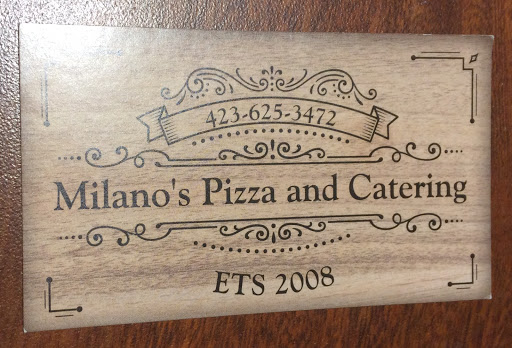 423-625-3472
Milano's Pizza and Catering
ETS 2008